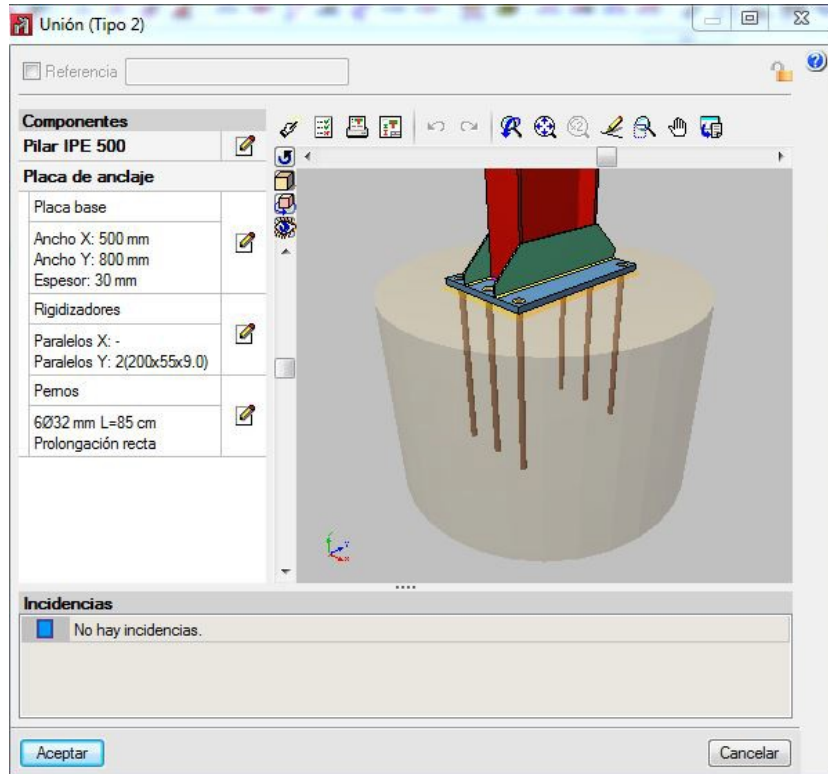 Unión (Tipo 2)
Referencia
Componentes
Pilar IPE 500
Placa de anclaje
Placa base
Ancho X: 500 mm
Ancho Y: 800 mm
Espesor: 30 mm
Rigidizadores
Paralelos X: -
Paralelos Y: 2(200x55x9.0)
Pernos
6Ø32 mm L=85 cm
Prolongación recta
Incidencias
No hay incidencias.
Aceptar
Cancelar